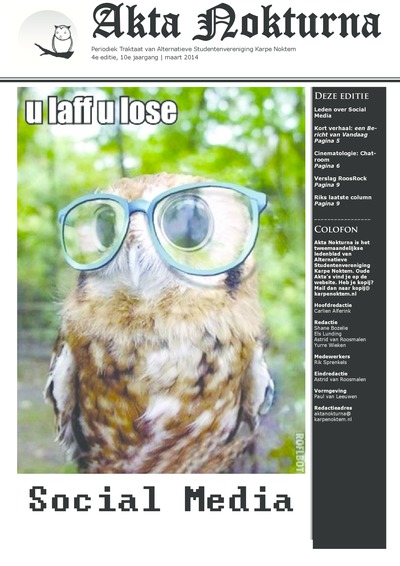 Akta Nokturna
Periodiek Traktaat van Alternatieve Studentenvereniging Karpe Noktem
4e editie, 10e jaargang | maart 2014
u laff u lose
ROFLBOT
Social Media
Deze editie
Leden over Social
Media
Kort verhaal: een Be-
richt van Vandaag
Pagina 5
Cinematologie: Chat-
room
Pagina 6
Verslag RoosRock
Pagina 9
Riks laatste column
Pagina 9
Colofon
Akta Nokturna is het
tweemaandelijkse
ledenblad van
Alternatieve
Studentenvereniging
Karpe Noktem. Oude
Akta's vind je op de
website. Heb je kopij?
Mail dan naar kopij@
karpenoktem.nl
Hoofdredactie
Carlien Alferink
Redactie
Shane Bozelie
Els Lunding
Astrid van Roosmalen
Yurre Wieken
Medewerkers
Rik Sprenkels
Eindredactie
Astrid van Roosmalen
Vormgeving
Paul van Leeuwen
Redactieadres
aktanokturna@
karpenoktem.nl